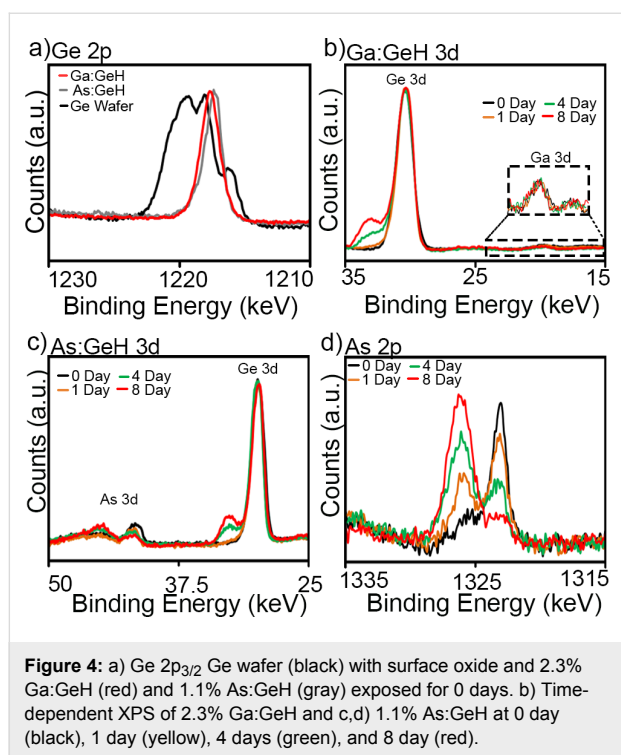 a)Ge 2p
Ga:GeH
As:GeH
Ge Wafer
Counts (a.u.)
1230 1220 1210
Binding Energy (keV)
b)Ga:GeH 3d
Ge 3d
0 Day 4 Day
1 Day 8 Day
Ga 3d
Counts (a.u.)
35 25 15
Binding Energy (keV)
c)As:GeH 3d
0 Day 4 Day
1 Day 8 Day
Ge 3d
As 3d
Counts (a.u.)
50 37.5 25
Binding Energy (keV)
d)As 2p
0 Day 4 Day
1 Day 8 Day
Counts (a.u.)
1335 1325 1315
Binding Energy (keV)
Figure 4: a) Ge 2p3/2 Ge wafer (black) with surface oxide and 2.3%
Ga:GeH (red) and 1.1% As:GeH (gray) exposed for 0 days. b) Time-
dependent XPS of 2.3% Ga:GeH and c,d) 1.1% As:GeH at 0 day
(black), 1 day (yellow), 4 days (green), and 8 day (red).